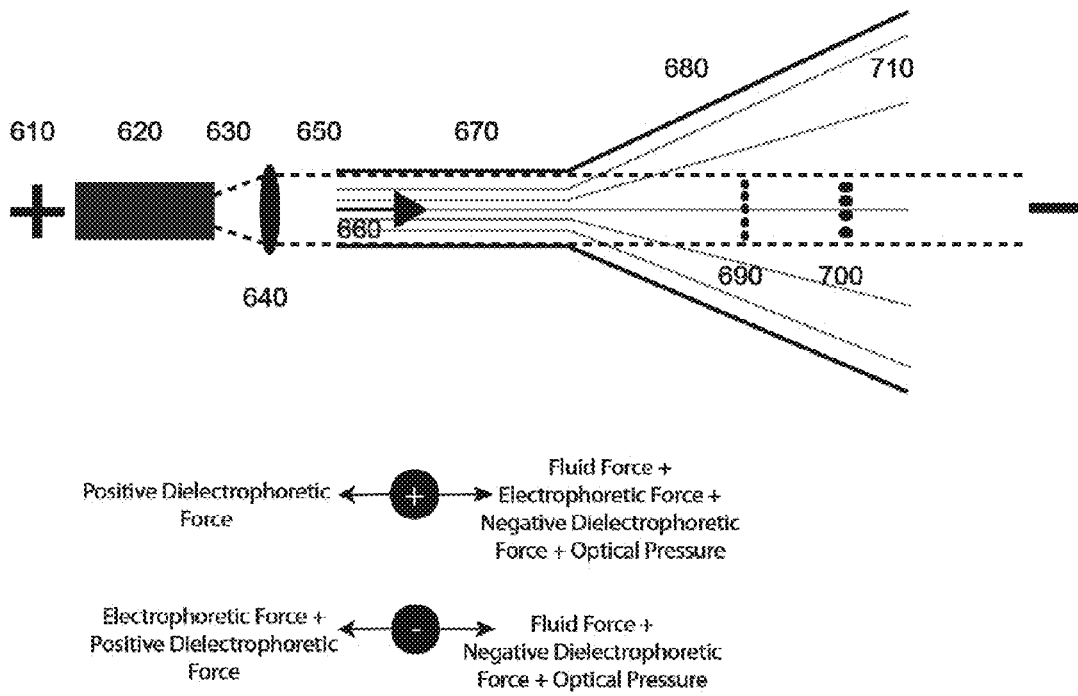 680 710
610 620 630 650 670
+
660
−
690 700
640
Positive Dielectrophoretic
Force
+
Fluid Force +
Electrophoretic Force +
Negative Dielectrophoretic
Force + Optical Pressure
Electrophoretic Force +
Positive Dielectrophoretic
Force
-
Fluid Force +
Negative Dielectrophoretic
Force + Optical Pressure